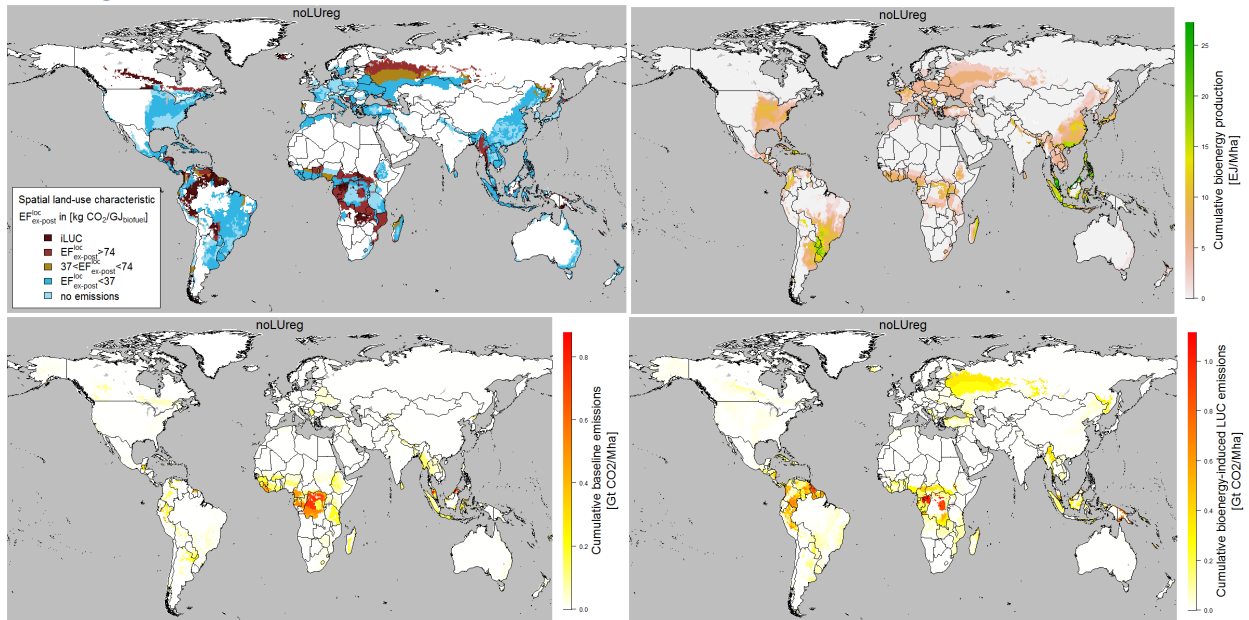 noLUreg
Spatial land-use characteristic
EF^loc_ex-post in [kg CO2/GJbiofuel]
iLUC
EF^loc_ex-post>74
37<EF^loc_ex-post<74
EF^loc_ex-post<37
no emissions
noLUreg
25
20
15
10
5
0
Cumulative bioenergy production
[EJ/Mha]
noLUreg
0.8
0.6
0.4
0.2
0.0
Cumulative baseline emissions
[Gt CO2/Mha]
noLUreg
1.0
0.8
0.6
0.4
0.2
0.0
Cumulative bioenergy-induced LUC emissions
[Gt CO2/Mha]